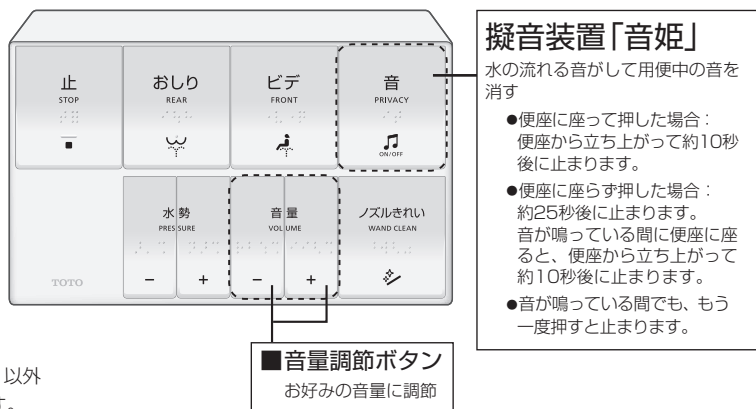 止
STOP
おしり
REAR
ビデ
FRONT
音
PRIVACY
ON/OFF
水勢
PRESSURE
－ ＋
音量
VOLUME
－ ＋
ノズルきれい
WAND CLEAN
TOTO
擬音装置「音姫」
水の流れる音がして用便中の音を
消す
●便座に座って押した場合：
便座から立ち上がって約10秒
後に止まります。
●便座に座らず押した場合：
約25秒後に止まります。
音が鳴っている間に便座に座
ると、便座から立ち上がって
約10秒後に止まります。
●音が鳴っている間でも、もう
一度押すと止まります。
■音量調節ボタン
お好みの音量に調節
以外
す。